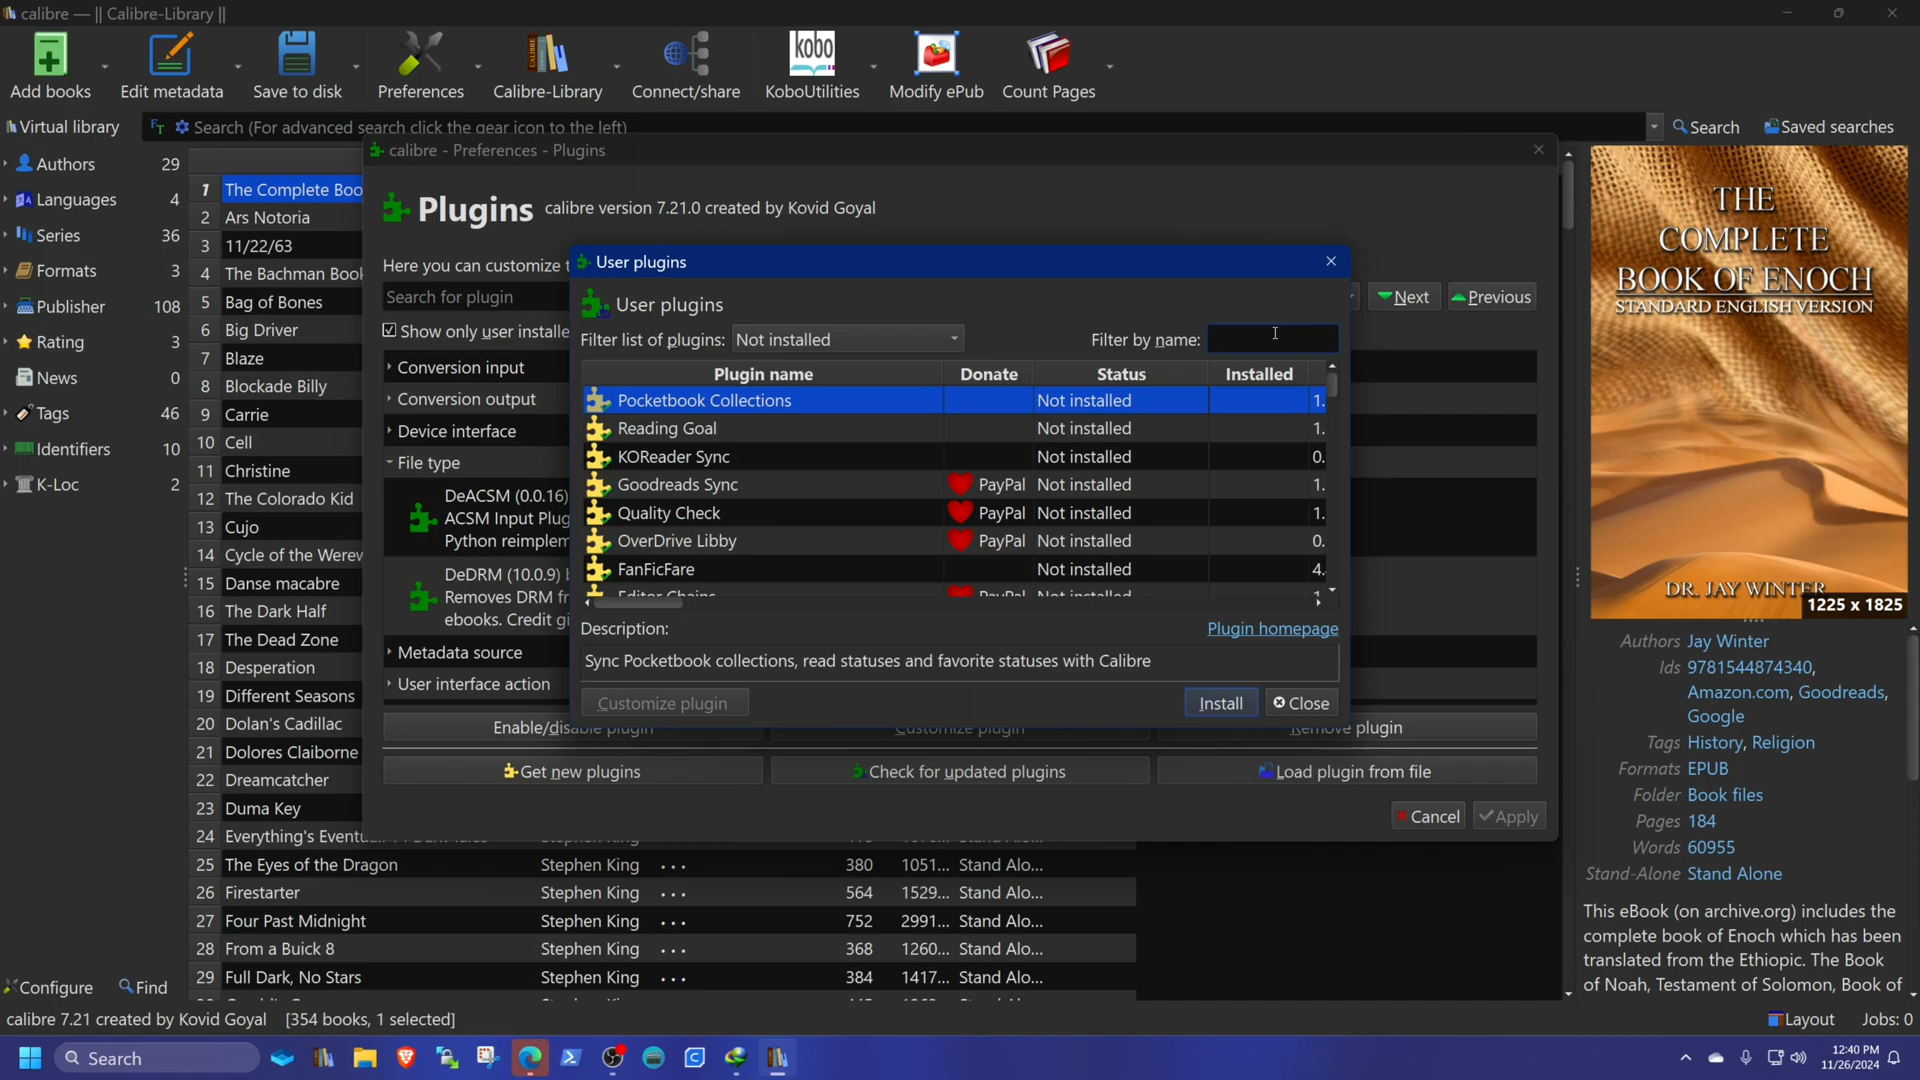 calibre — || Calibre-Library ||
Add books
Edit metadata
Save to disk
Preferences
Calibre-Library
Connect/share
kobo
KoboUtilities
Modify ePub
Count Pages
Virtual library
FT Search (For advanced search click the gear icon to the left)
Search
Saved searches
Authors 29
Languages 4
Series 36
Formats 3
Publisher 108
Rating 3
News 0
Tags 46
Identifiers 10
K-Loc 2
Configure
Find
1 The Complete Boo
2 Ars Notoria
3 11/22/63
4 The Bachman Book
5 Bag of Bones
6 Big Driver
7 Blaze
8 Blockade Billy
9 Carrie
10 Cell
11 Christine
12 The Colorado Kid
13 Cujo
14 Cycle of the Werew
15 Danse macabre
16 The Dark Half
17 The Dead Zone
18 Desperation
19 Different Seasons
20 Dolan's Cadillac
21 Dolores Claiborne
22 Dreamcatcher
23 Duma Key
24 Everything's Eventu
25 The Eyes of the Dragon Stephen King ... 380 1051... Stand Alo...
26 Firestarter Stephen King ... 564 1529... Stand Alo...
27 Four Past Midnight Stephen King ... 752 2991... Stand Alo...
28 From a Buick 8 Stephen King ... 368 1260... Stand Alo...
29 Full Dark, No Stars Stephen King ... 384 1417... Stand Alo...
calibre - Preferences - Plugins
Plugins calibre version 7.21.0 created by Kovid Goyal
Here you can customize t
Search for plugin
Next
Previous
Show only user installe
Conversion input
Conversion output
Device interface
File type
DeACSM (0.0.16)
ACSM Input Plug
Python reimplem
DeDRM (10.0.9) b
Removes DRM fr
ebooks. Credit gi
Metadata source
User interface action
Enable/disable plugin
Customize plugin
Remove plugin
Get new plugins
Check for updated plugins
Load plugin from file
Cancel
Apply
User plugins
User plugins
Filter list of plugins: Not installed
Filter by name:
Plugin name Donate Status Installed
Pocketbook Collections Not installed 1.
Reading Goal Not installed 1.
KOReader Sync Not installed 0.
Goodreads Sync PayPal Not installed 1.
Quality Check PayPal Not installed 1.
OverDrive Libby PayPal Not installed 0.
FanFicFare Not installed 4.
Editor Chains PayPal Not installed 1.
Description:
Plugin homepage
Sync Pocketbook collections, read statuses and favorite statuses with Calibre
Customize plugin
Install
Close
THE
COMPLETE
BOOK OF ENOCH
STANDARD ENGLISH VERSION
DR. JAY WINTER
1225 x 1825
Authors Jay Winter
Ids 9781544874340,
Amazon.com, Goodreads,
Google
Tags History, Religion
Formats EPUB
Folder Book files
Pages 184
Words 60955
Stand-Alone Stand Alone
This eBook (on archive.org) includes the
complete book of Enoch which has been
translated from the Ethiopic. The Book
of Noah, Testament of Solomon, Book of
calibre 7.21 created by Kovid Goyal [354 books, 1 selected]
Layout
Jobs: 0
Search
12:40 PM
11/26/2024